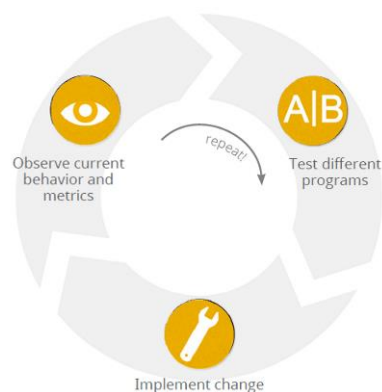 Observe current
behavior and
metrics
A|B
Test different
programs
repeat!
Implement change